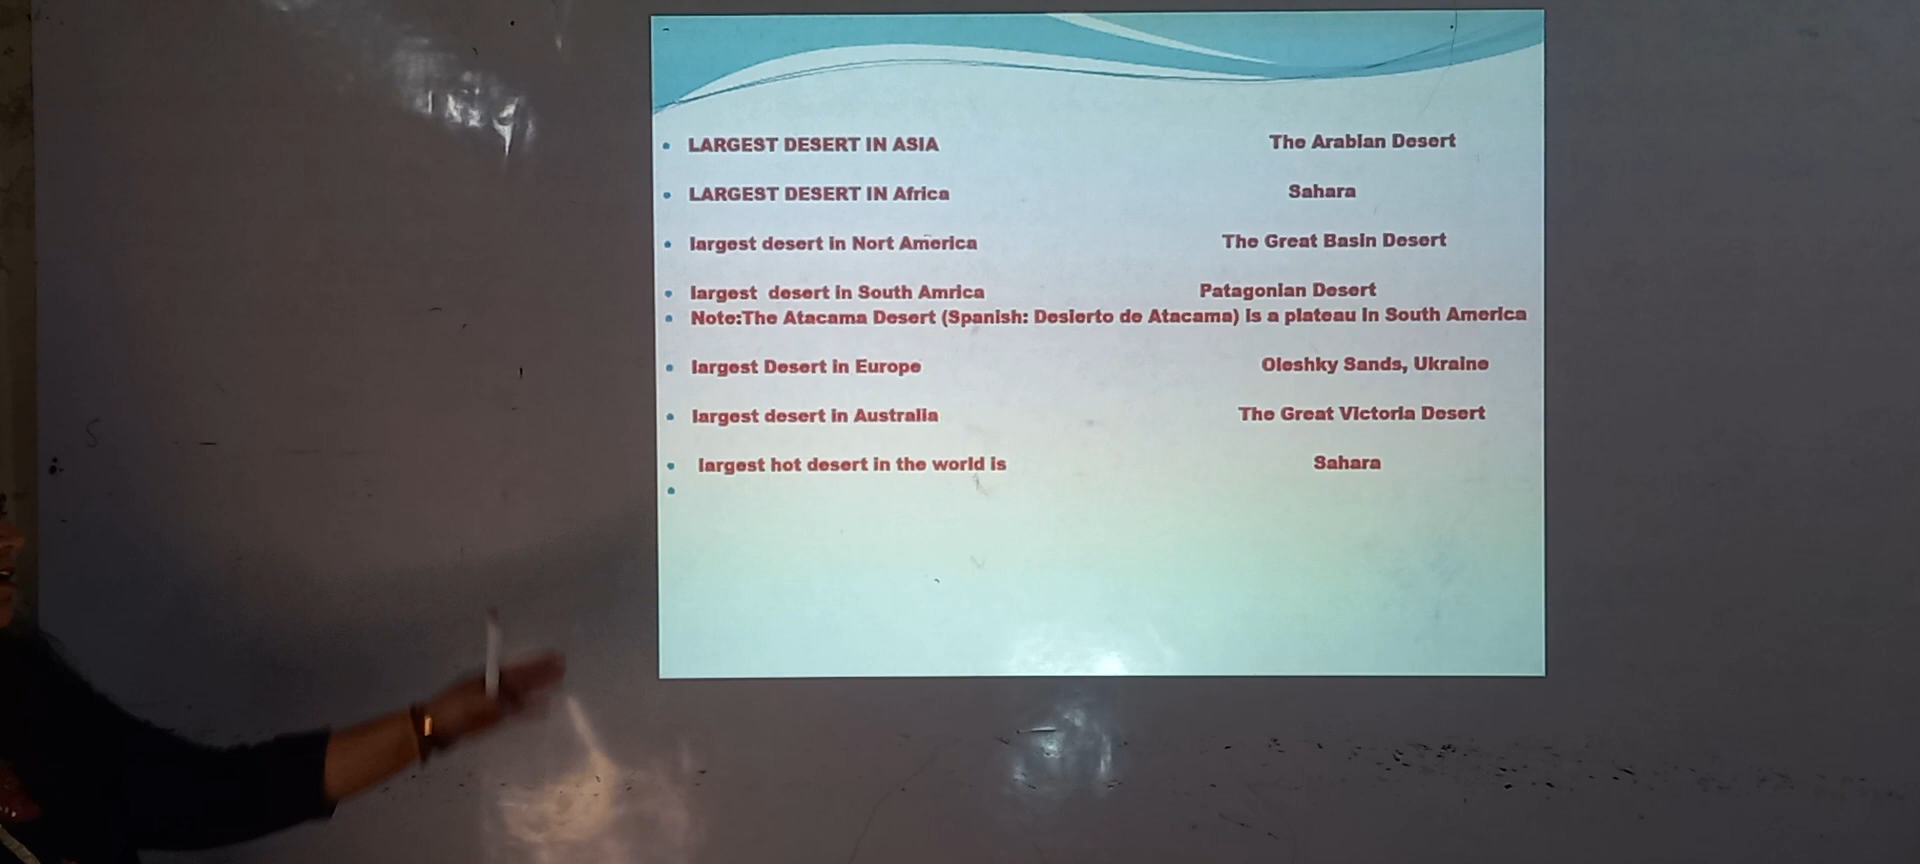 LARGEST DESERT IN ASIA The Arabian Desert
LARGEST DESERT IN Africa Sahara
largest desert in Nort America The Great Basin Desert
largest desert in South Amrica Patagonian Desert
Note:The Atacama Desert (Spanish: Desierto de Atacama) is a plateau in South America
largest Desert in Europe Oleshky Sands, Ukraine
largest desert in Australia The Great Victoria Desert
largest hot desert in the world is Sahara